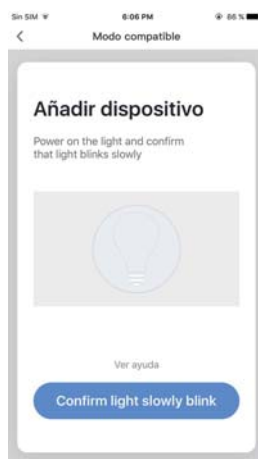 Sin SIM 6:06 PM 86 %
Modo compatible
Añadir dispositivo
Power on the light and confirm
that light blinks slowly
Ver ayuda
Confirm light slowly blink